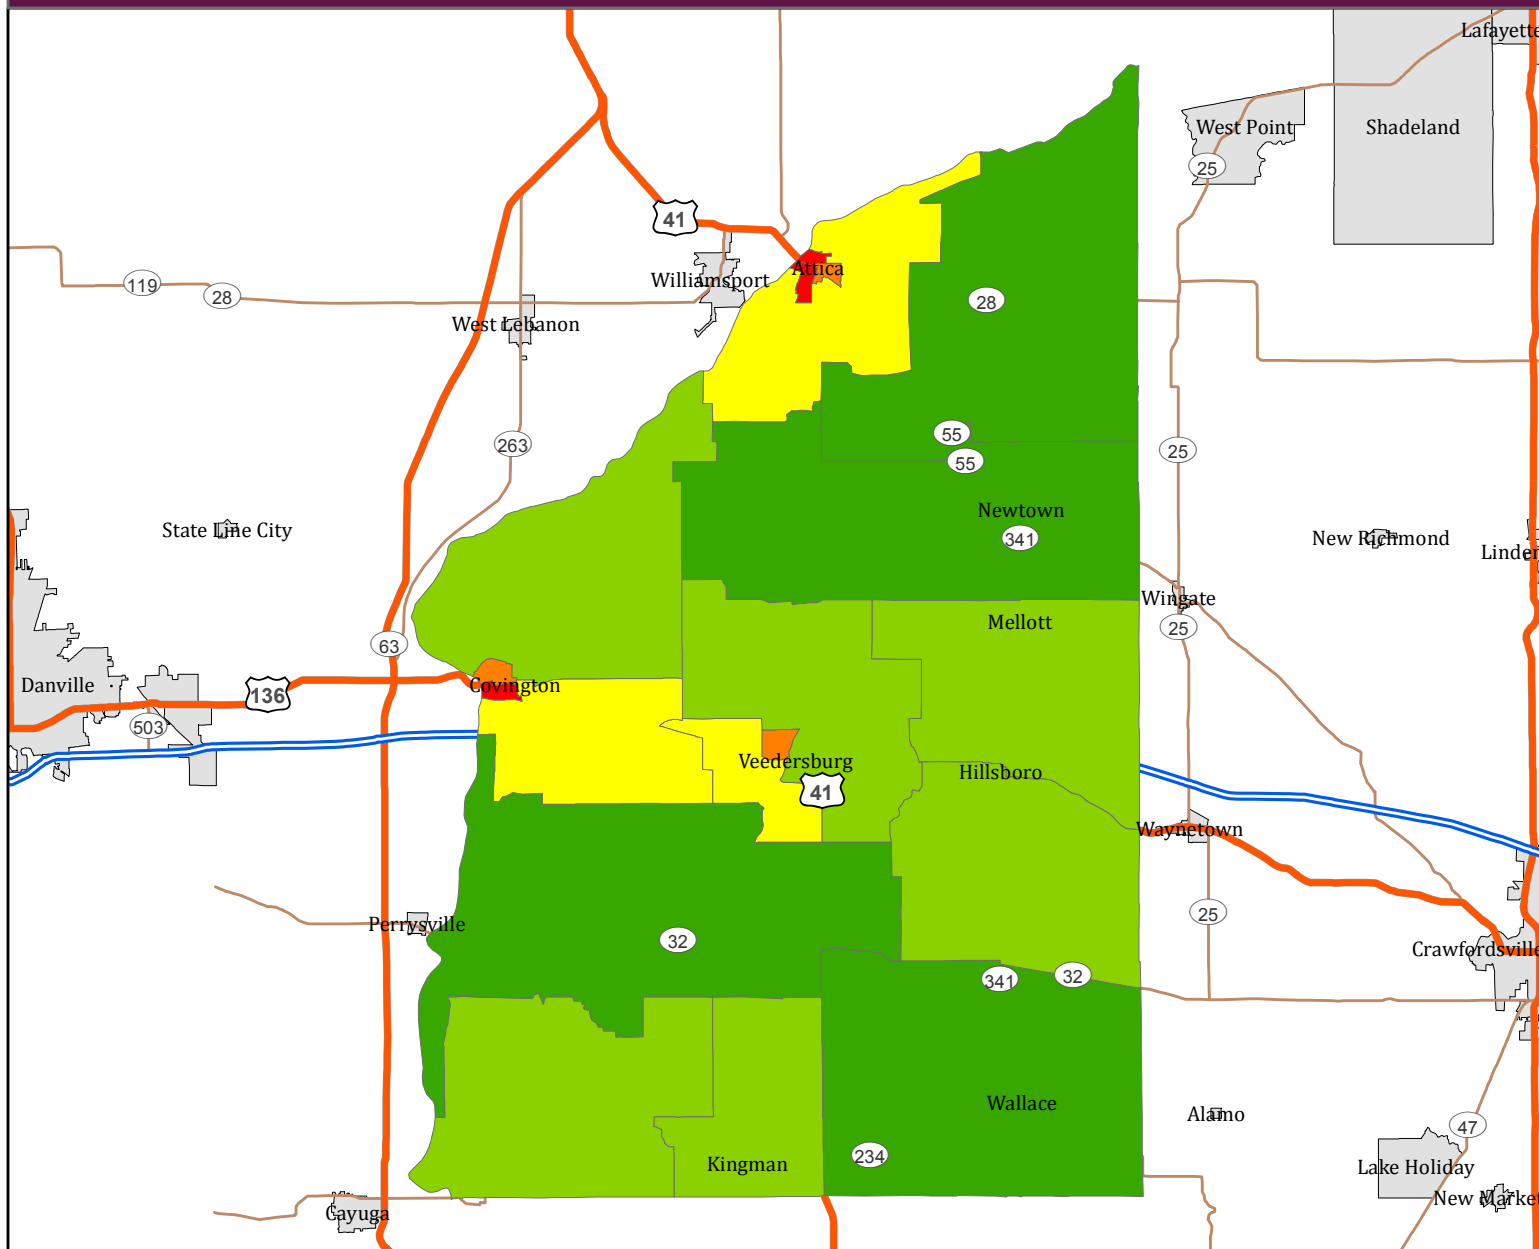 Lafayette
West Point
Shadeland
25
41
Attica
Williamsport
119
28
28
West Lebanon
55
263
25
55
Newtown
State Line City
341
New Richmond
Linden
Wingate
Mellott
25
63
Danville
Covington
136
503
Veedersburg
Hillsboro
41
Waynetown
25
Perrysville
32
Crawfordsville
341
32
Wallace
Alamo
47
234
Kingman
Lake Holiday
New Market
Cayuga